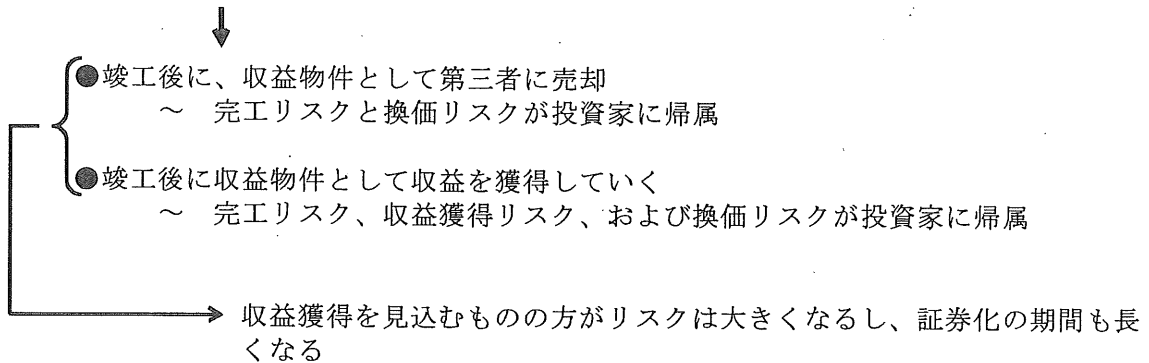 ●竣工後に、収益物件として第三者に売却
～ 完工リスクと換価リスクが投資家に帰属
●竣工後に収益物件として収益を獲得していく
～ 完工リスク、収益獲得リスク、および換価リスクが投資家に帰属
収益獲得を見込むものの方がリスクは大きくなるし、証券化の期間も長
くなる